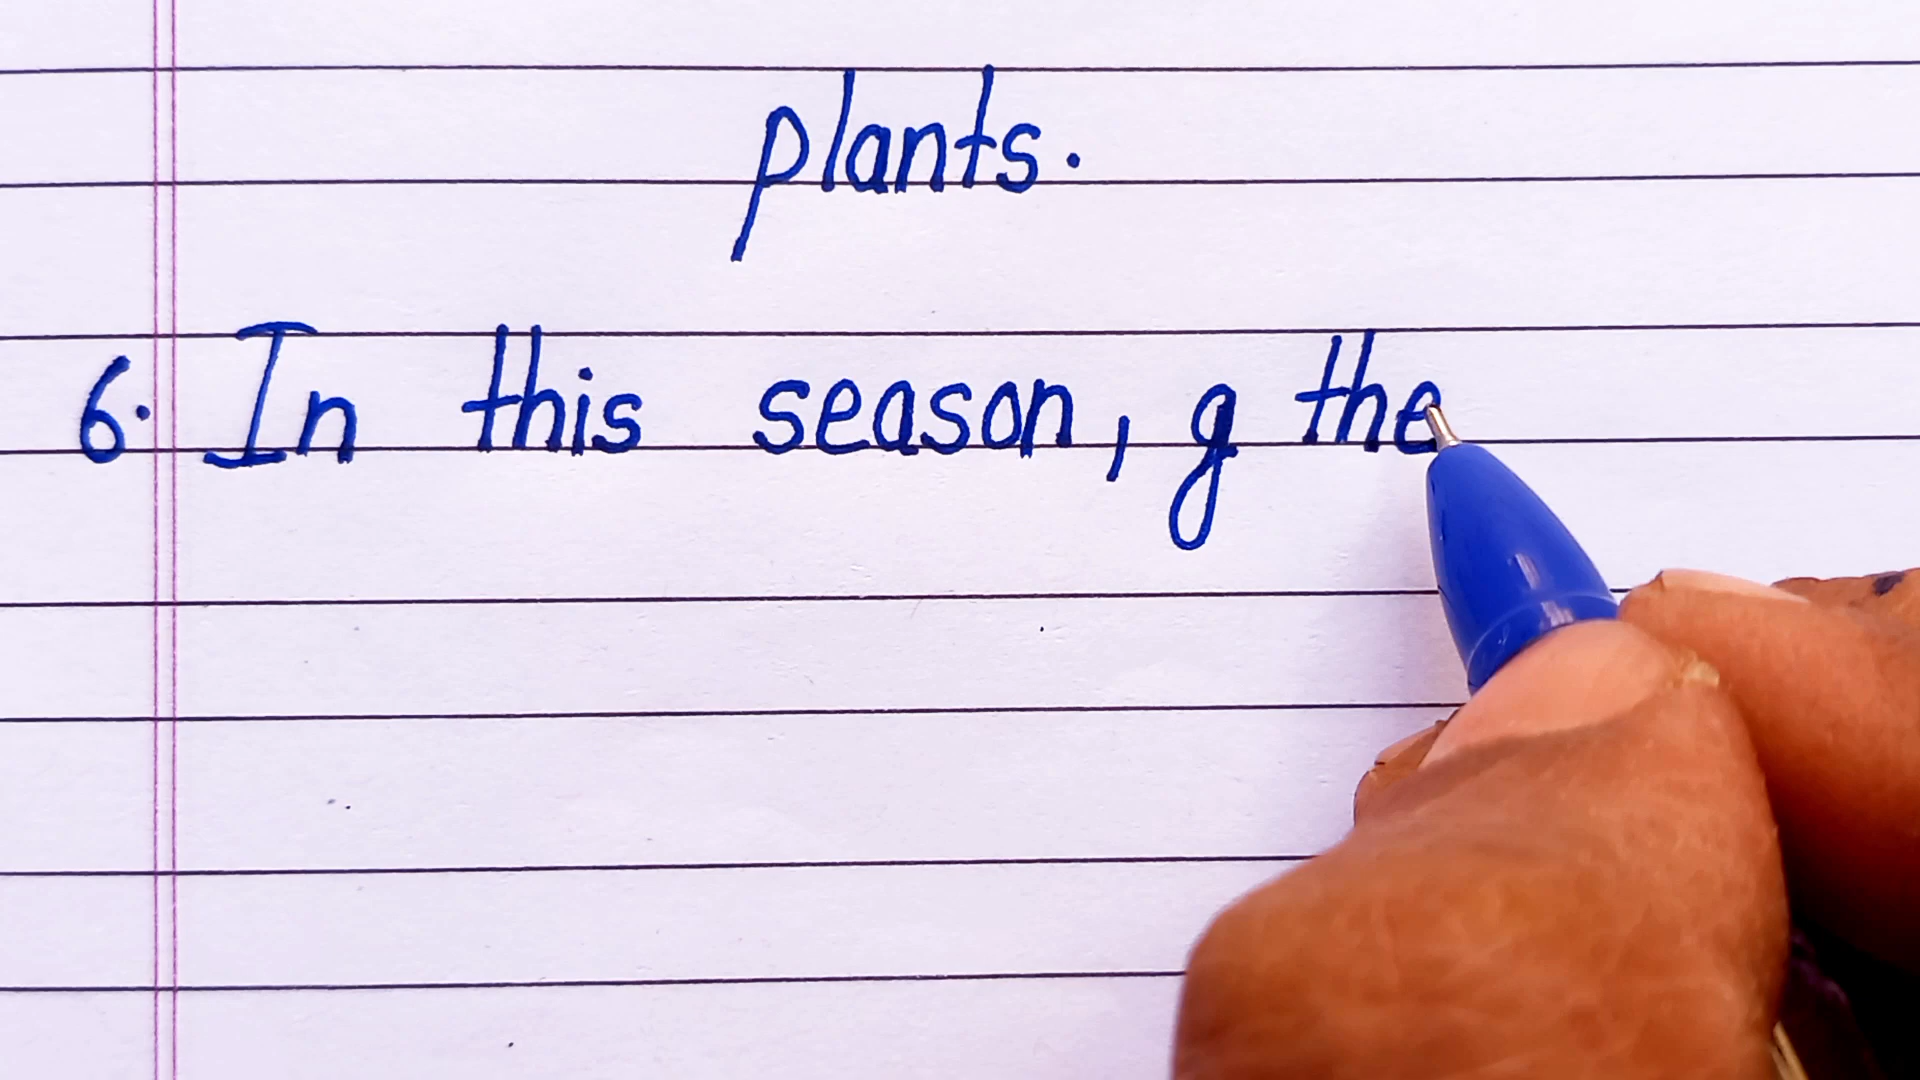 plants.
6. In this season, g the